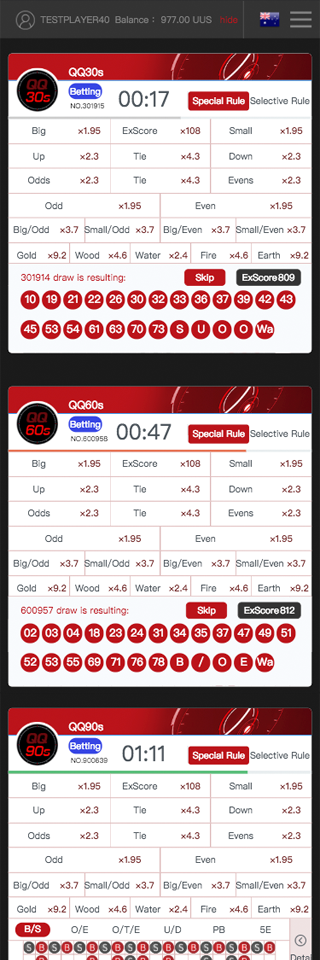 TESTPLAYER40 Balance： 977.00 UUS hide
QQ30s
QQ
30s
Betting
NO.301915
00:17
Special Rule Selective Rule
Big ×1.95 ExScore ×108 Small ×1.95
Up ×2.3 Tie ×4.3 Down ×2.3
Odds ×2.3 Tie ×4.3 Evens ×2.3
Odd ×1.95 Even ×1.95
Big/Odd ×3.7 Small/Odd ×3.7 Big/Even ×3.7 Small/Even ×3.7
Gold ×9.2 Wood ×4.6 Water ×2.4 Fire ×4.6 Earth ×9.2
301914 draw is resulting: Skip ExScore809
10 19 21 22 26 30 32 33 36 37 39 42 43
45 53 54 61 63 70 73 S U O O Wa
QQ60s
QQ
60s
Betting
NO.600958
00:47
Special Rule Selective Rule
Big ×1.95 ExScore ×108 Small ×1.95
Up ×2.3 Tie ×4.3 Down ×2.3
Odds ×2.3 Tie ×4.3 Evens ×2.3
Odd ×1.95 Even ×1.95
Big/Odd ×3.7 Small/Odd ×3.7 Big/Even ×3.7 Small/Even ×3.7
Gold ×9.2 Wood ×4.6 Water ×2.4 Fire ×4.6 Earth ×9.2
600957 draw is resulting: Skip ExScore812
02 03 04 18 23 24 31 34 35 37 47 49 51
52 53 55 69 71 76 78 B / O E Wa
QQ90s
QQ
90s
Betting
NO.900639
01:11
Special Rule Selective Rule
Big ×1.95 ExScore ×108 Small ×1.95
Up ×2.3 Tie ×4.3 Down ×2.3
Odds ×2.3 Tie ×4.3 Evens ×2.3
Odd ×1.95 Even ×1.95
Big/Odd ×3.7 Small/Odd ×3.7 Big/Even ×3.7 Small/Even ×3.7
Gold ×9.2 Wood ×4.6 Water ×2.4 Fire ×4.6 Earth ×9.2
B/S O/E O/T/E U/D PB 5E